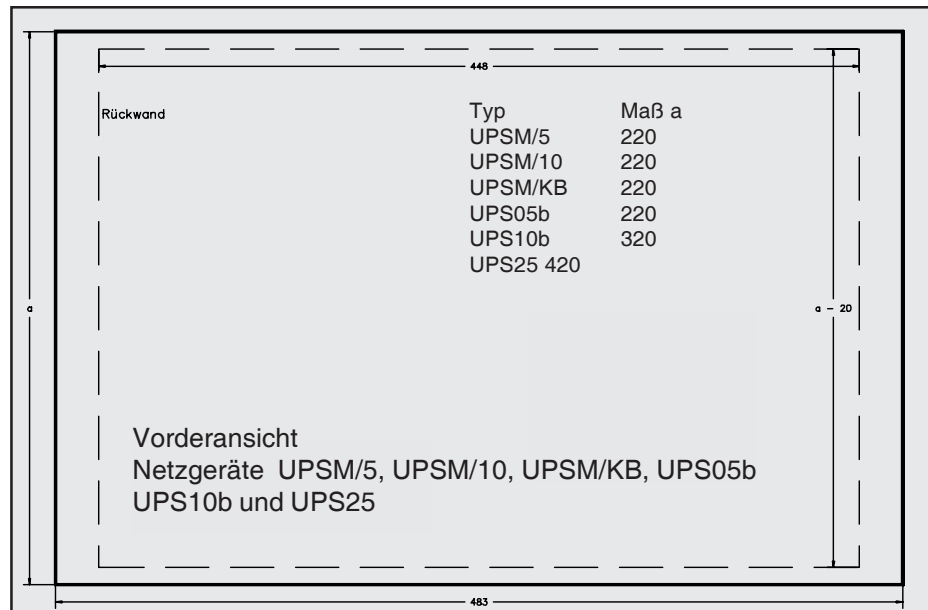 448
Rückwand
Typ Maß a
UPSM/5 220
UPSM/10 220
UPSM/KB 220
UPS05b 220
UPS10b 320
UPS25 420
a
a - 20
Vorderansicht
Netzgeräte UPSM/5, UPSM/10, UPSM/KB, UPS05b
UPS10b und UPS25
483